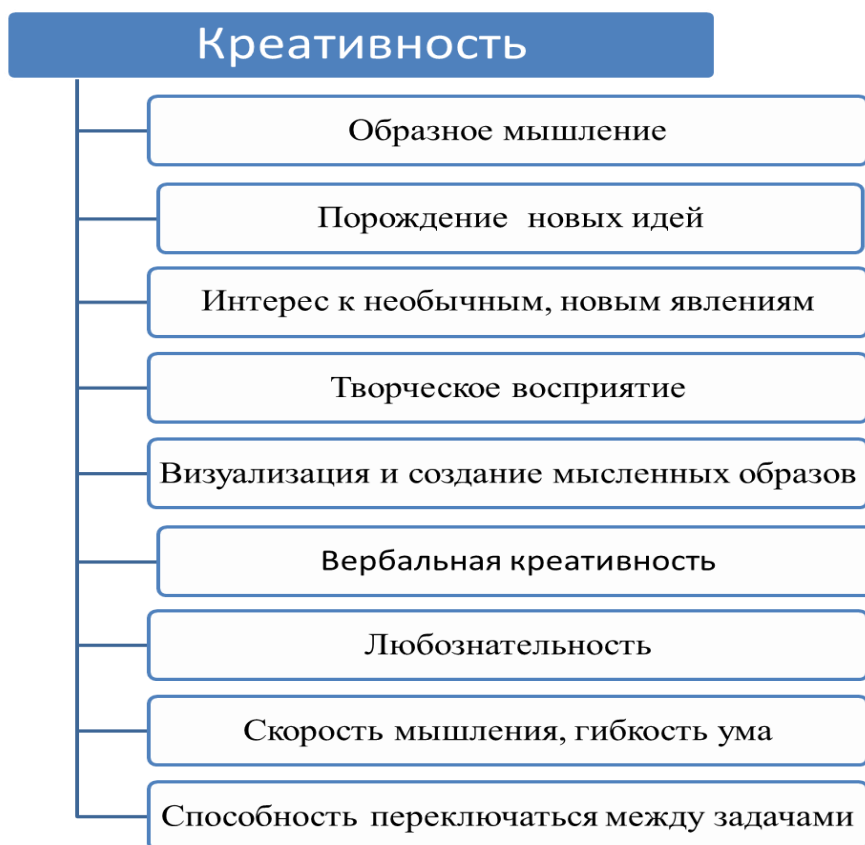 Креативность
Образное мышление
Порождение новых идей
Интерес к необычным, новым явлениям
Творческое восприятие
Визуализация и создание мысленных образов
Вербальная креативность
Любознательность
Скорость мышления, гибкость ума
Способность переключаться между задачами